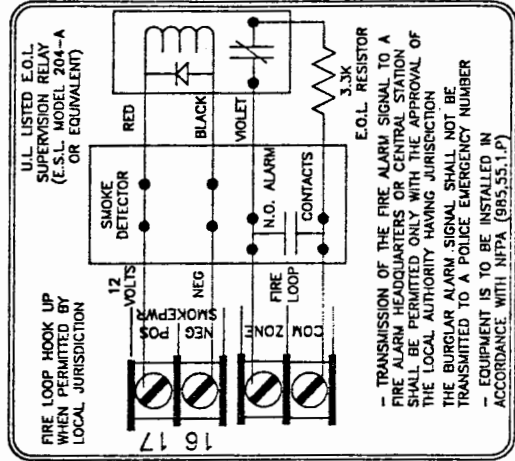 FIRE LOOP HOOK UP
WHEN PERMITTED BY
LOCAL JURISDICTION
U.L LISTED E.O.L.
SUPERVISION RELAY
(E.S.L. MODEL 204-A
OR EQUIVALENT)
12
VOLTS
SMOKE
DETECTOR
RED
BLACK
VIOLET
NEG
N.O. ALARM
CONTACTS
FIRE
LOOP
3.3K
E.O.L. RESISTOR
POS
NEG
SMOKEPWR
ZONE
COM
17
16
- TRANSMISSION OF THE FIRE ALARM SIGNAL TO A
FIRE ALARM HEADQUARTERS OR CENTRAL STATION
SHALL BE PERMITTED ONLY WITH THE APPROVAL OF
THE LOCAL AUTHORITY HAVING JURISDICTION
THE BURGLAR ALARM SIGNAL SHALL NOT BE
TRANSMITTED TO A POLICE EMERGENCY NUMBER
- EQUIPMENT IS TO BE INSTALLED IN
ACCORDANCE WITH NFPA (985,55,1.P)